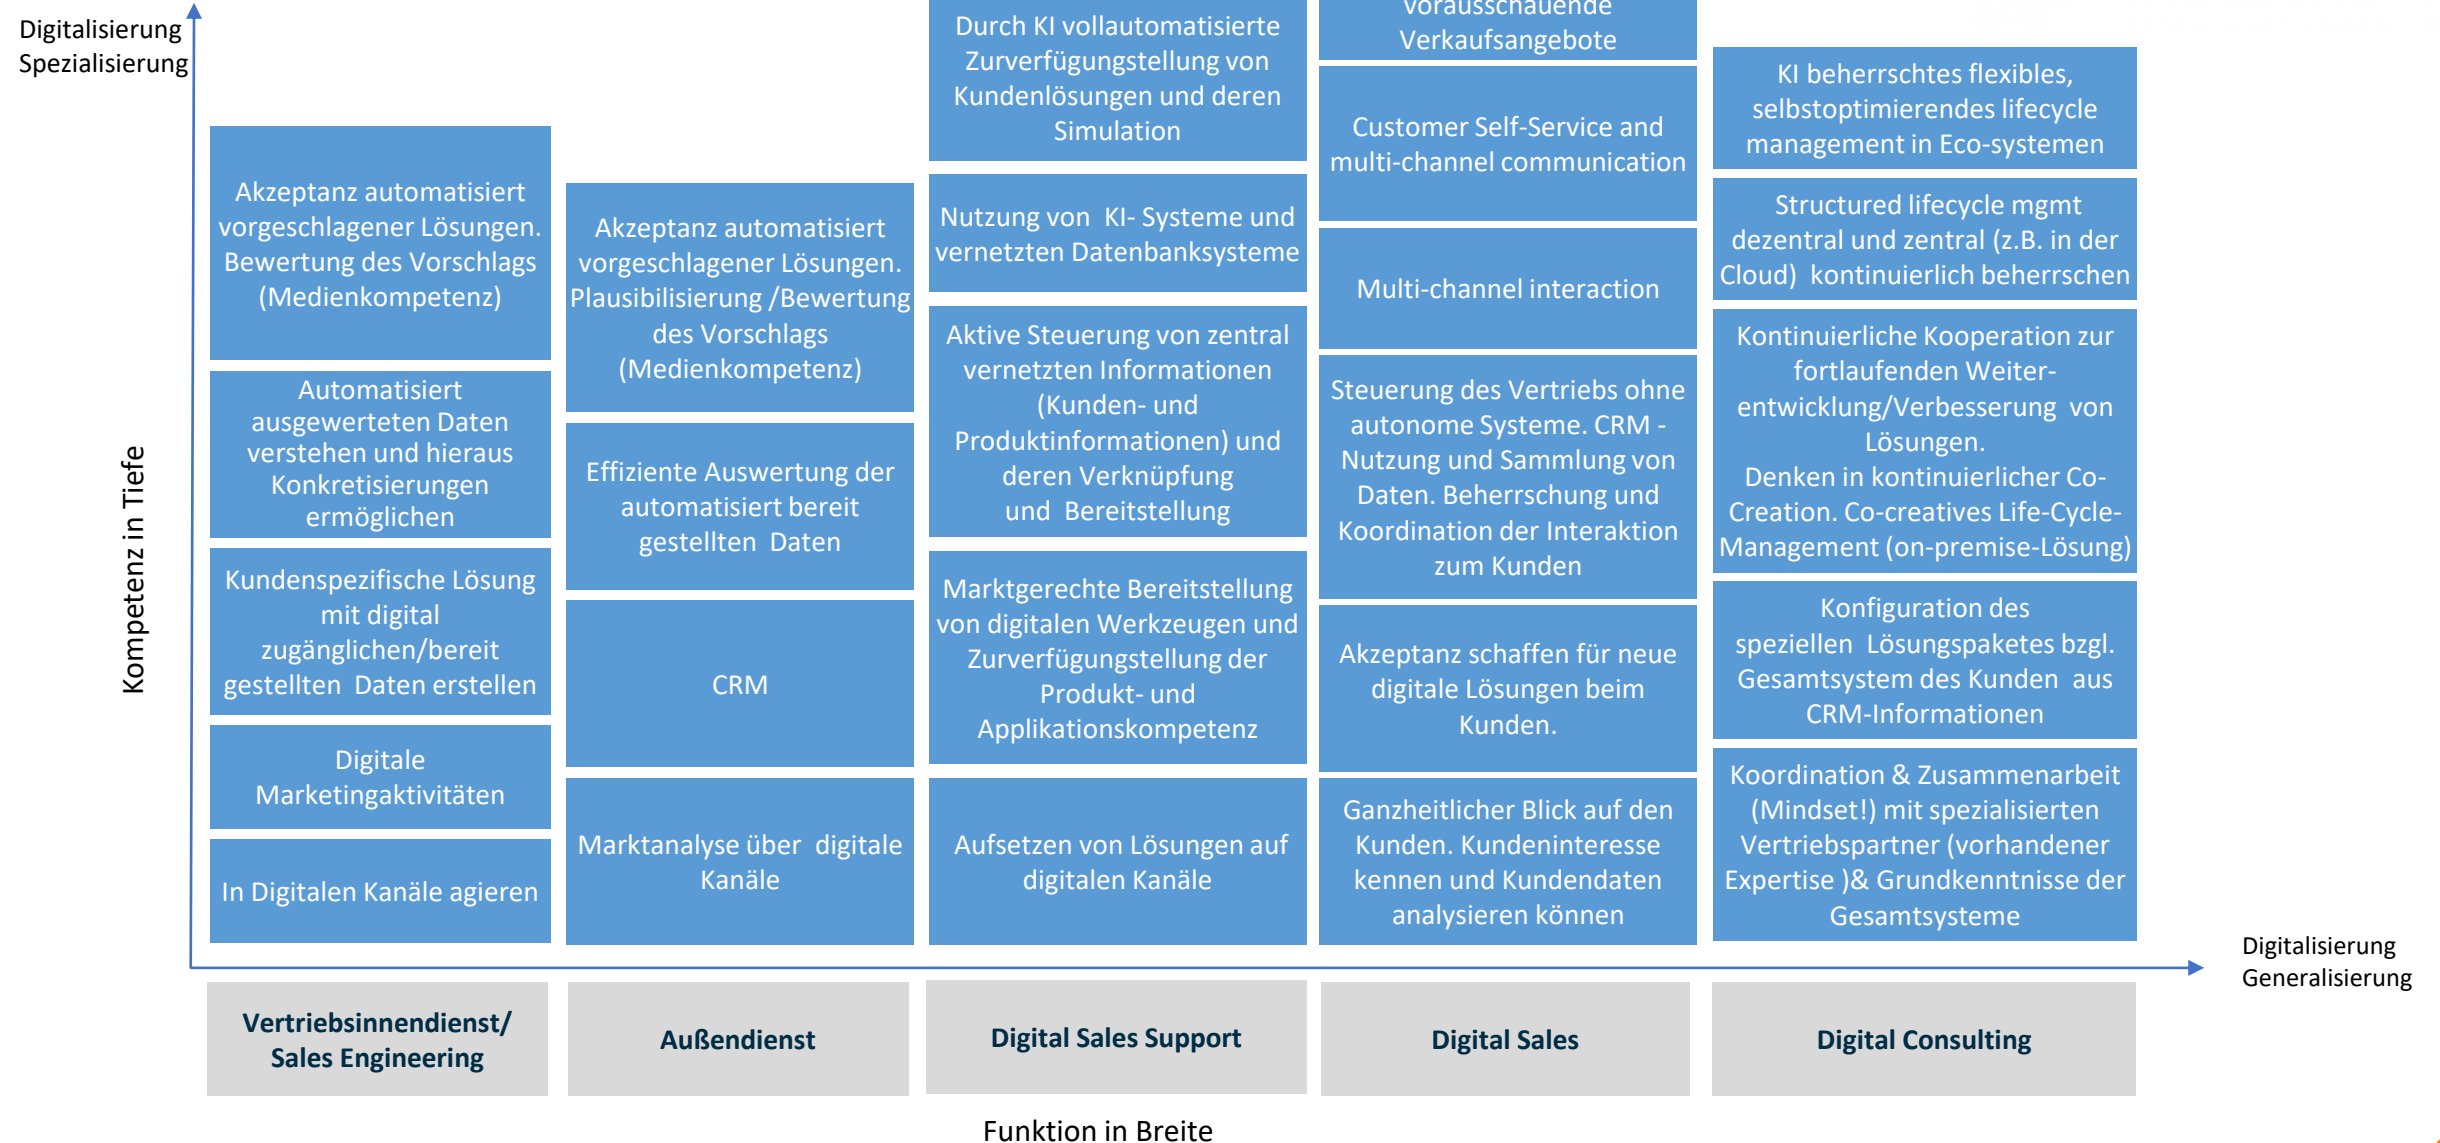 Digitalisierung
Spezialisierung
Kompetenz in Tiefe
Akzeptanz automatisiert
vorgeschlagener Lösungen.
Bewertung des Vorschlags
(Medienkompetenz)
Automatisiert
ausgewerteten Daten
verstehen und hieraus
Konkretisierungen
ermöglichen
Kundenspezifische Lösung
mit digital
zugänglichen/bereit
gestellten Daten erstellen
Digitale
Marketingaktivitäten
In Digitalen Kanäle agieren
Vertriebsinnendienst/
Sales Engineering
Akzeptanz automatisiert
vorgeschlagener Lösungen.
Plausibilisierung /Bewertung
des Vorschlags
(Medienkompetenz)
Effiziente Auswertung der
automatisiert bereit
gestellten Daten
CRM
Marktanalyse über digitale
Kanäle
Außendienst
Durch KI vollautomatisierte
Zurverfügungstellung von
Kundenlösungen und deren
Simulation
Nutzung von KI- Systeme und
vernetzten Datenbanksysteme
Aktive Steuerung von zentral
vernetzten Informationen
(Kunden- und
Produktinformationen) und
deren Verknüpfung
und Bereitstellung
Marktgerechte Bereitstellung
von digitalen Werkzeugen und
Zurverfügungstellung der
Produkt- und
Applikationskompetenz
Aufsetzen von Lösungen auf
digitalen Kanäle
Digital Sales Support
vorausschauende
Verkaufsangebote
Customer Self-Service and
multi-channel communication
Multi-channel interaction
Steuerung des Vertriebs ohne
autonome Systeme. CRM -
Nutzung und Sammlung von
Daten. Beherrschung und
Koordination der Interaktion
zum Kunden
Akzeptanz schaffen für neue
digitale Lösungen beim
Kunden.
Ganzheitlicher Blick auf den
Kunden. Kundeninteresse
kennen und Kundendaten
analysieren können
Digital Sales
KI beherrschtes flexibles,
selbstoptimierendes lifecycle
management in Eco-systemen
Structured lifecycle mgmt
dezentral und zentral (z.B. in der
Cloud) kontinuierlich beherrschen
Kontinuierliche Kooperation zur
fortlaufenden Weiter-
entwicklung/Verbesserung von
Lösungen.
Denken in kontinuierlicher Co-
Creation. Co-creatives Life-Cycle-
Management (on-premise-Lösung)
Konfiguration des
speziellen Lösungspaketes bzgl.
Gesamtsystem des Kunden aus
CRM-Informationen
Koordination & Zusammenarbeit
(Mindset!) mit spezialisierten
Vertriebspartner (vorhandener
Expertise )& Grundkenntnisse der
Gesamtsysteme
Digital Consulting
Digitalisierung
Generalisierung
Funktion in Breite